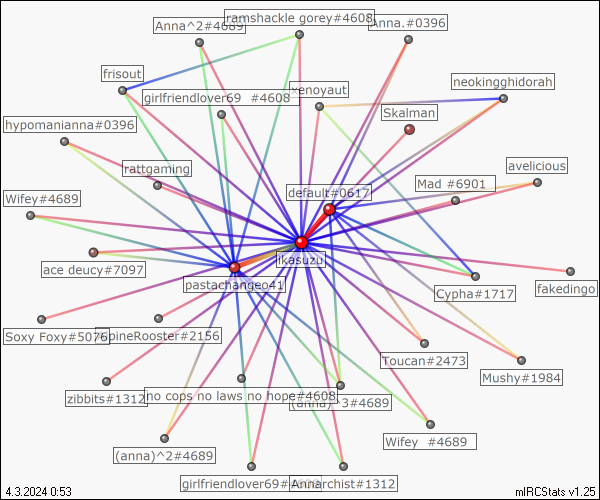 ramshackle gorey#4608
Anna^2#4689
Anna.#0396
frisout
neokingghidorah
girlfriendlover69 #4608
xenoyaut
Skalman
hypomanianna#0396
rattgaming
avelicious
Mad #6901
default#0617
Wifey#4689
ikasuzu
ace deucy#7097
pastachangeo41
Cypha#1717
fakedingo
Soxy Foxy#5076
pineRooster#2156
Toucan#2473
Mushy#1984
zibbits#1312
no cops no laws no hope#4608
(anna)^3#4689
Wifey #4689
(anna)^2#4689
girlfriendlover69#
Annarchist#1312
4.3.2024 0:53
mIRCStats v1.25